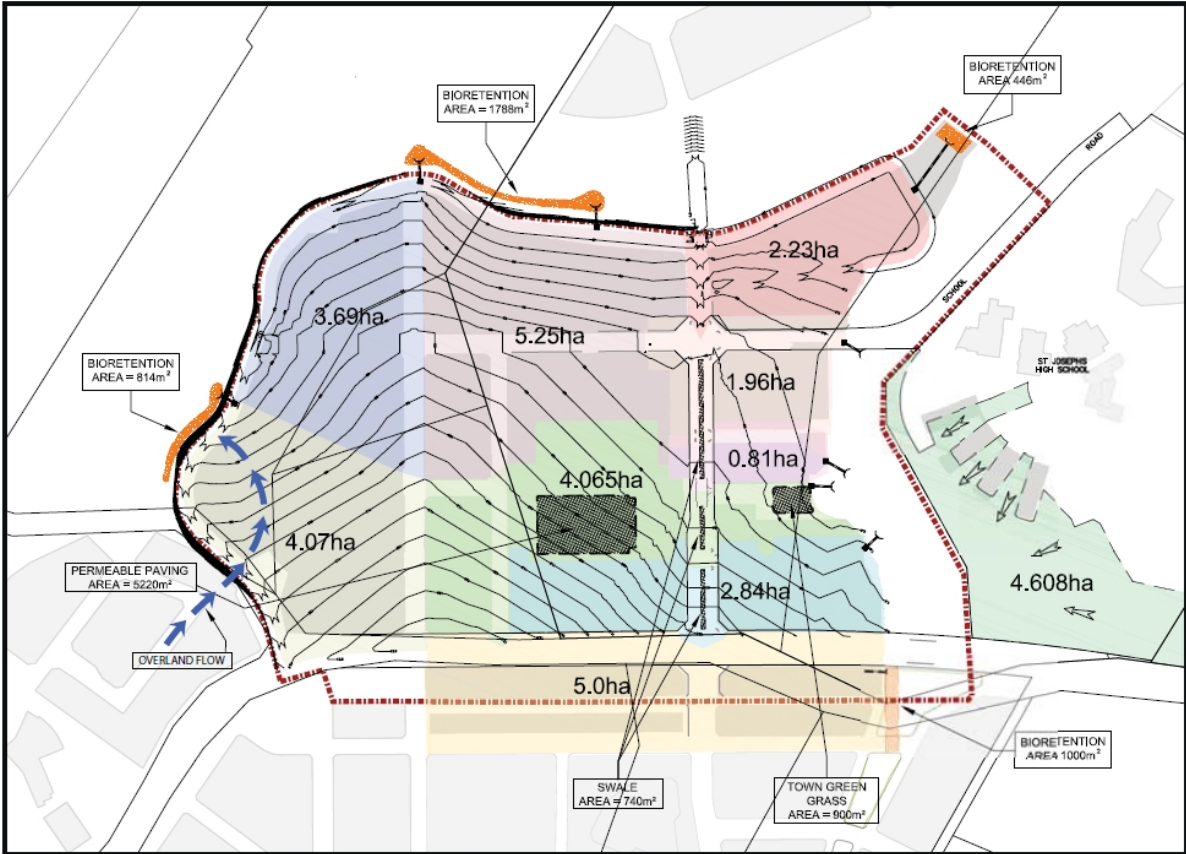 BIORETENTION
AREA 446m²
BIORETENTION
AREA = 1788m²
ROAD
2.23ha
SCHOOL
3.69ha
5.25ha
BIORETENTION
AREA = 814m²
ST JOSEPHS
HIGH SCHOOL
1.96ha
0.81ha
4.065ha
4.07ha
PERMEABLE PAVING
AREA = 5220m²
2.84ha
4.608ha
OVERLAND FLOW
5.0ha
BIORETENTION
AREA 1000m²
SWALE
AREA = 740m²
TOWN GREEN
GRASS
AREA = 900m²